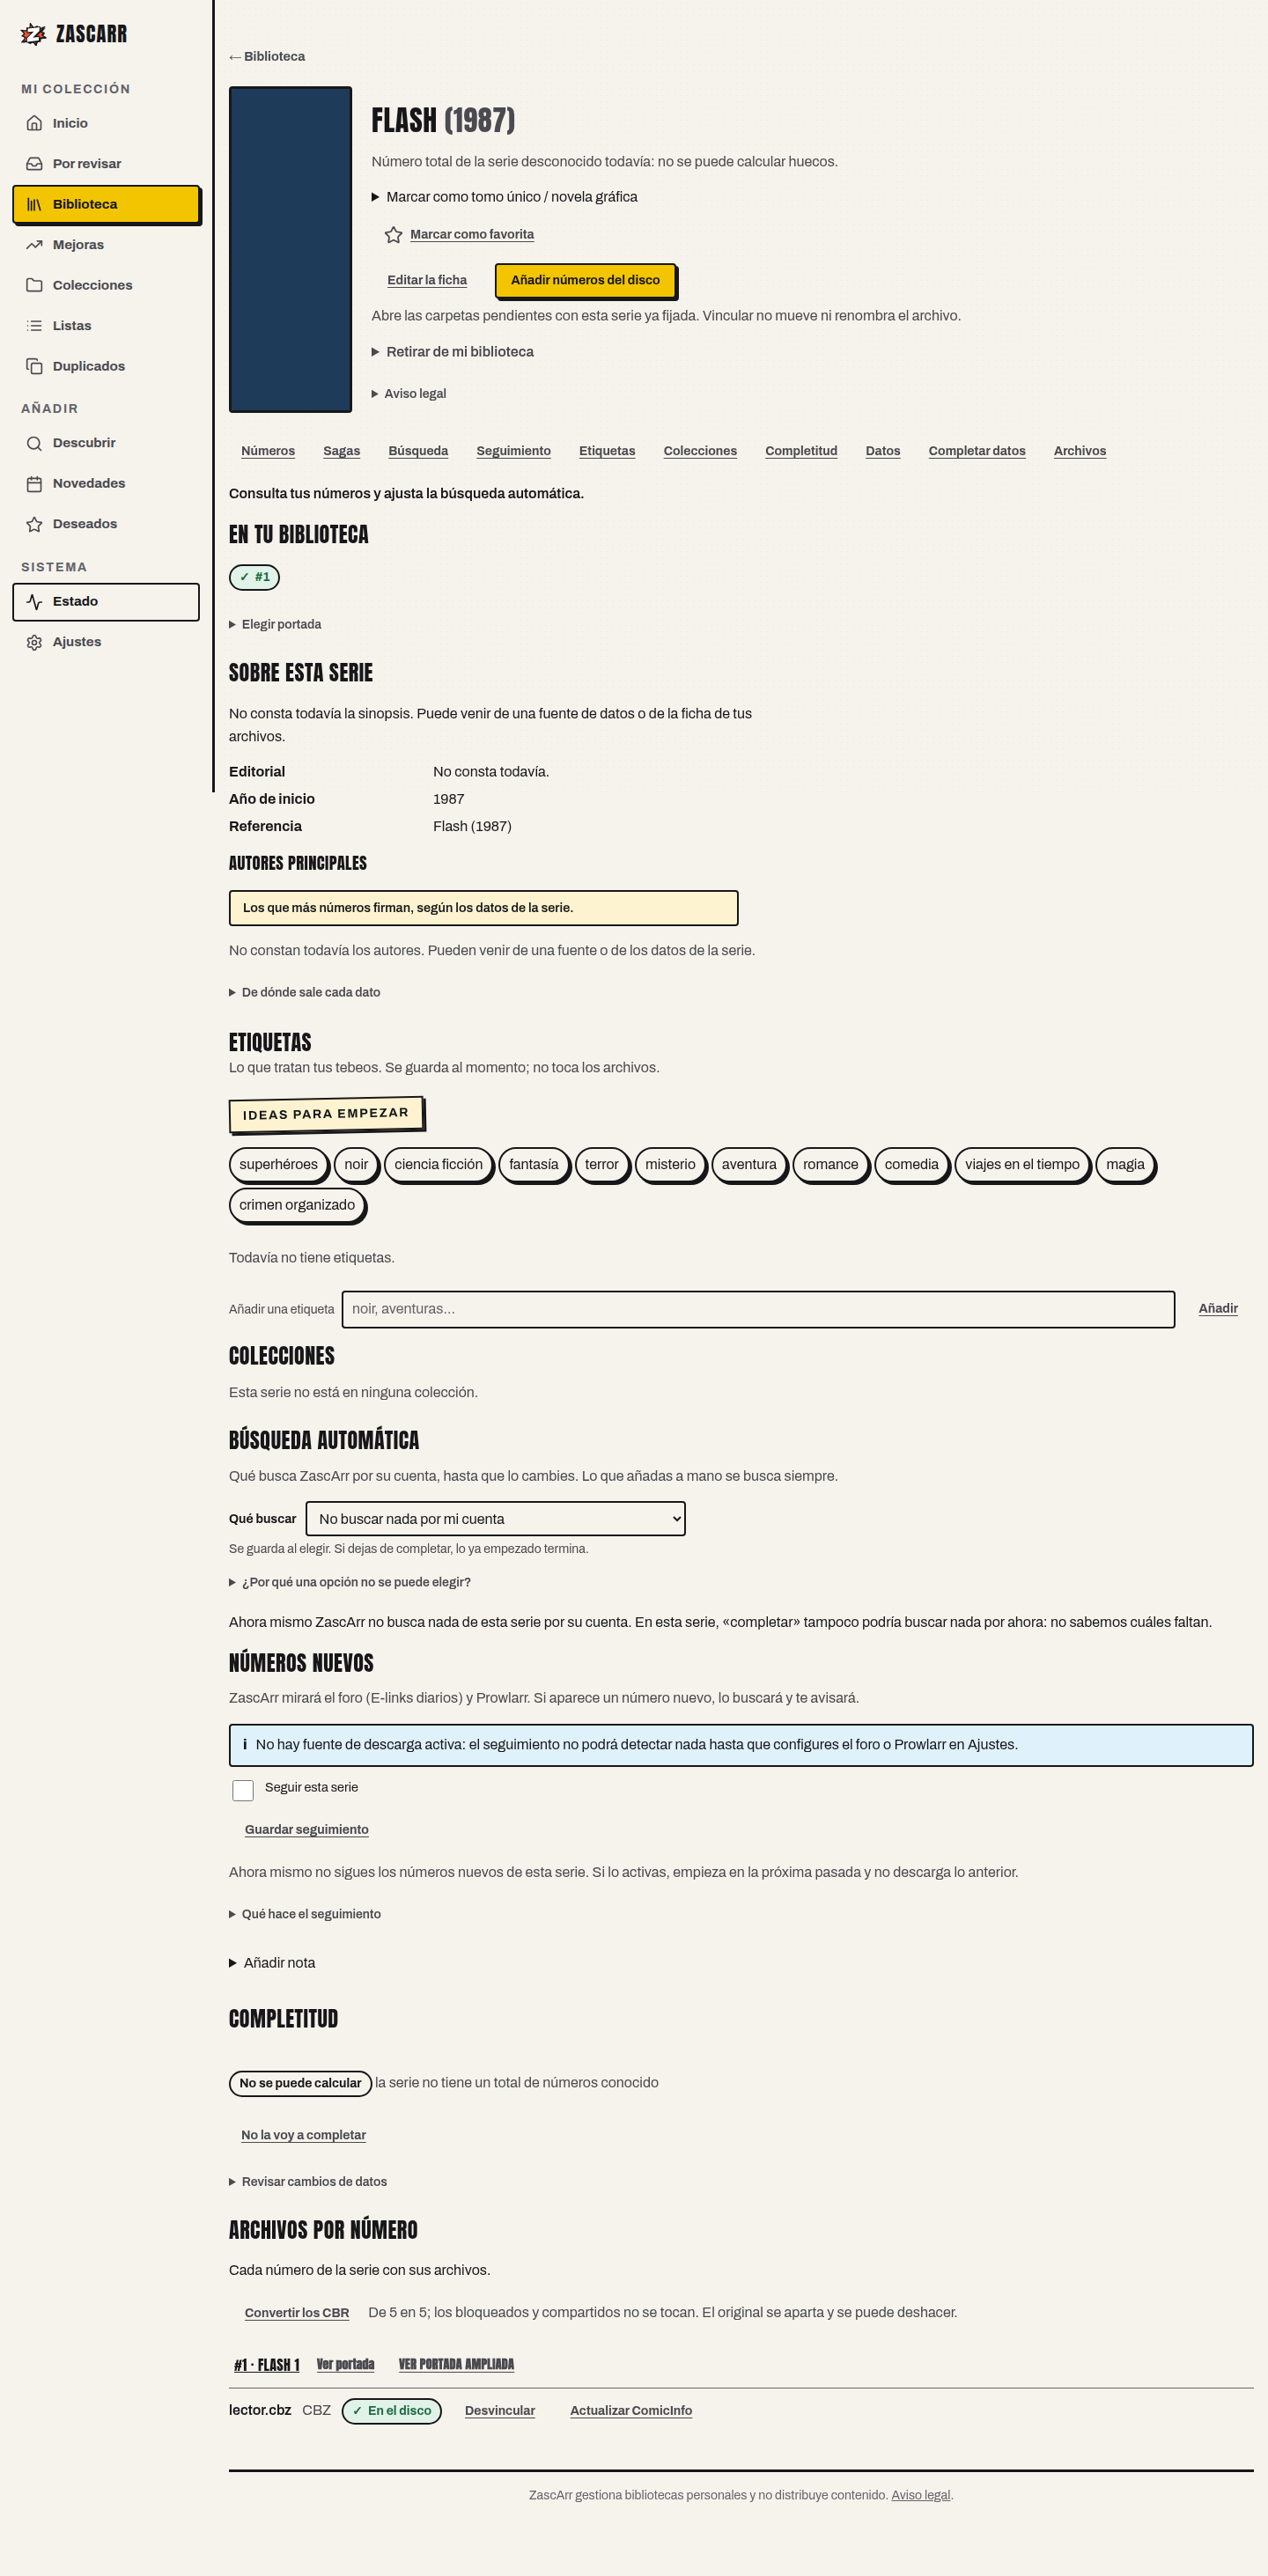 ZASCARR
MI COLECCIÓN
Inicio
Por revisar
Biblioteca
Mejoras
Colecciones
Listas
Duplicados
AÑADIR
Descubrir
Novedades
Deseados
SISTEMA
Estado
Ajustes
← Biblioteca
FLASH (1987)
Número total de la serie desconocido todavía: no se puede calcular huecos.
Marcar como tomo único / novela gráfica
Marcar como favorita
Editar la ficha Añadir números del disco
Abre las carpetas pendientes con esta serie ya fijada. Vincular no mueve ni renombra el archivo.
Retirar de mi biblioteca
Aviso legal
Números Sagas Búsqueda Seguimiento Etiquetas Colecciones Completitud Datos Completar datos Archivos
Consulta tus números y ajusta la búsqueda automática.
EN TU BIBLIOTECA
✓ #1
Elegir portada
SOBRE ESTA SERIE
No consta todavía la sinopsis. Puede venir de una fuente de datos o de la ficha de tus
archivos.
Editorial No consta todavía.
Año de inicio 1987
Referencia Flash (1987)
AUTORES PRINCIPALES
Los que más números firman, según los datos de la serie.
No constan todavía los autores. Pueden venir de una fuente o de los datos de la serie.
De dónde sale cada dato
ETIQUETAS
Lo que tratan tus tebeos. Se guarda al momento; no toca los archivos.
IDEAS PARA EMPEZAR
superhéroes noir ciencia ficción fantasía terror misterio aventura romance comedia viajes en el tiempo magia
crimen organizado
Todavía no tiene etiquetas.
Añadir una etiqueta noir, aventuras... Añadir
COLECCIONES
Esta serie no está en ninguna colección.
BÚSQUEDA AUTOMÁTICA
Qué busca ZascArr por su cuenta, hasta que lo cambies. Lo que añadas a mano se busca siempre.
Qué buscar No buscar nada por mi cuenta
Se guarda al elegir. Si dejas de completar, lo ya empezado termina.
¿Por qué una opción no se puede elegir?
Ahora mismo ZascArr no busca nada de esta serie por su cuenta. En esta serie, «completar» tampoco podría buscar nada por ahora: no sabemos cuáles faltan.
NÚMEROS NUEVOS
ZascArr mirará el foro (E-links diarios) y Prowlarr. Si aparece un número nuevo, lo buscará y te avisará.
i No hay fuente de descarga activa: el seguimiento no podrá detectar nada hasta que configures el foro o Prowlarr en Ajustes.
Seguir esta serie
Guardar seguimiento
Ahora mismo no sigues los números nuevos de esta serie. Si lo activas, empieza en la próxima pasada y no descarga lo anterior.
Qué hace el seguimiento
Añadir nota
COMPLETITUD
No se puede calcular la serie no tiene un total de números conocido
No la voy a completar
Revisar cambios de datos
ARCHIVOS POR NÚMERO
Cada número de la serie con sus archivos.
Convertir los CBR De 5 en 5; los bloqueados y compartidos no se tocan. El original se aparta y se puede deshacer.
#1 · FLASH 1 Ver portada VER PORTADA AMPLIADA
lector.cbz CBZ ✓ En el disco Desvincular Actualizar ComicInfo
ZascArr gestiona bibliotecas personales y no distribuye contenido. Aviso legal.